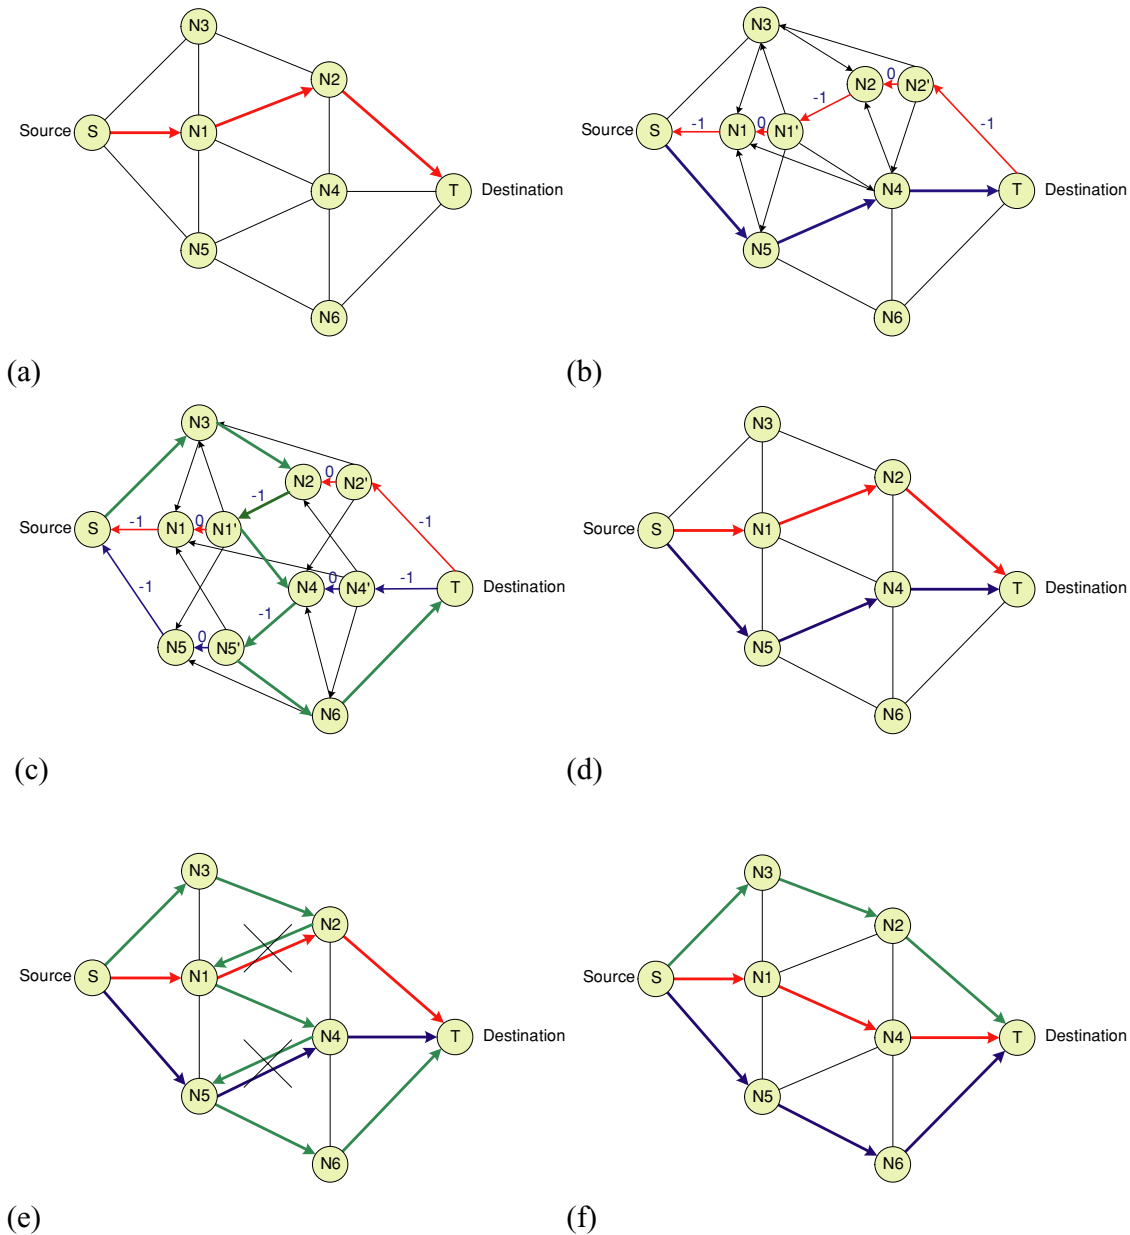 N3
N2
Source S N1
N4 T Destination
N5
N6
(a)
N3
N2 0 N2'
-1 -1
Source S -1 N1 0 N1'
N4 T Destination
N5
N6
(b)
N3
N2 0 N2'
-1 -1
Source S -1 N1 0 N1'
-1 N4 0 N4' -1 T Destination
-1
N5 0 N5'
N6
(c)
N3
N2
Source S N1
N4 T Destination
N5
N6
(d)
N3
N2
Source S N1
N4 T Destination
N5
N6
(e)
N3
N2
Source S N1
N4 T Destination
N5
N6
(f)